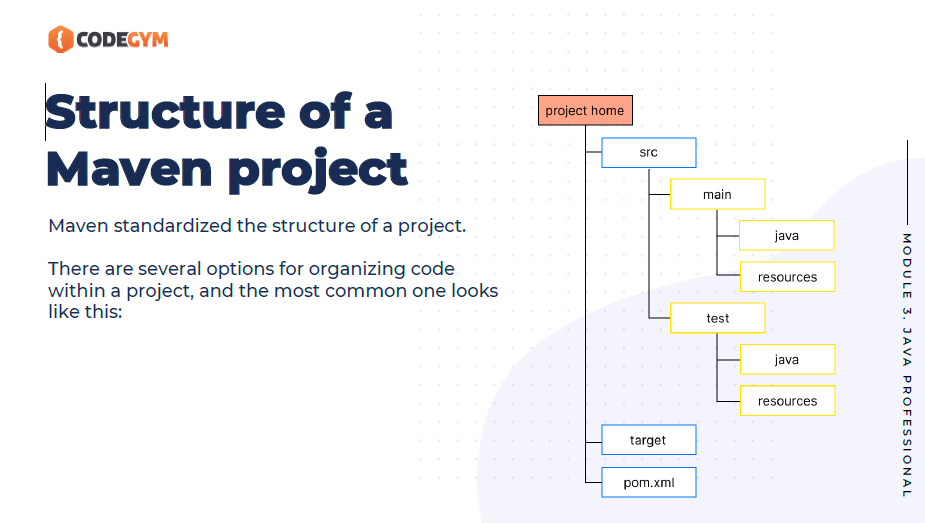 CODEGYM
Structure of a
Maven project
Maven standardized the structure of a project.
There are several options for organizing code
within a project, and the most common one looks
like this:
project home
src
main
java
resources
test
java
resources
target
pom.xml
MODULE 3. JAVA PROFESSIONAL